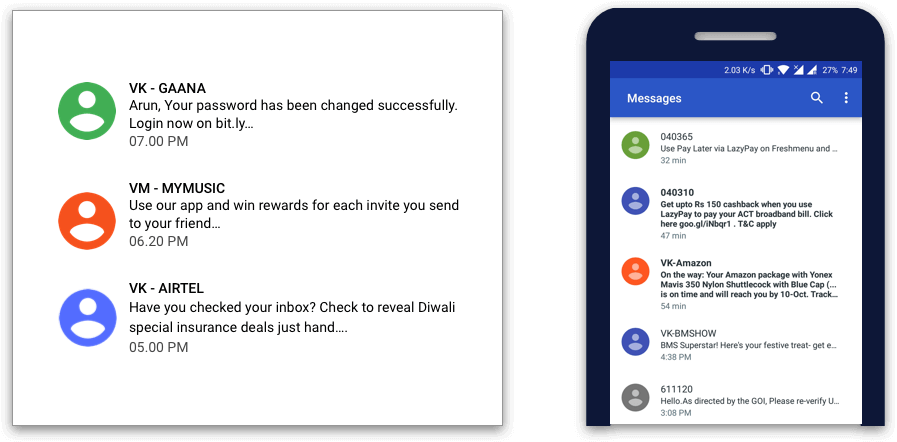 VK - GAANA
Arun, Your password has been changed successfully.
Login now on bit.ly...
07.00 PM
VM - MYMUSIC
Use our app and win rewards for each invite you send
to your friend...
06.20 PM
VK - AIRTEL
Have you checked your inbox? Check to reveal Diwali
special insurance deals just hand....
05.00 PM
2.03 K/s 27% 7:49
Messages
040365
Use Pay Later via LazyPay on Freshmenu and ...
32 min
040310
Get upto Rs 150 cashback when you use
LazyPay to pay your ACT broadband bill. Click
here goo.gl/iNbqr1 . T&C apply
47 min
VK-Amazon
On the way: Your Amazon package with Yonex
Mavis 350 Nylon Shuttlecock with Blue Cap (...
is on time and will reach you by 10-Oct. Track...
54 min
VK-BMSHOW
BMS Superstar! Here's your festive treat- get e...
4:38 PM
611120
Hello.As directed by the GOI, Please re-verify U...
3:08 PM